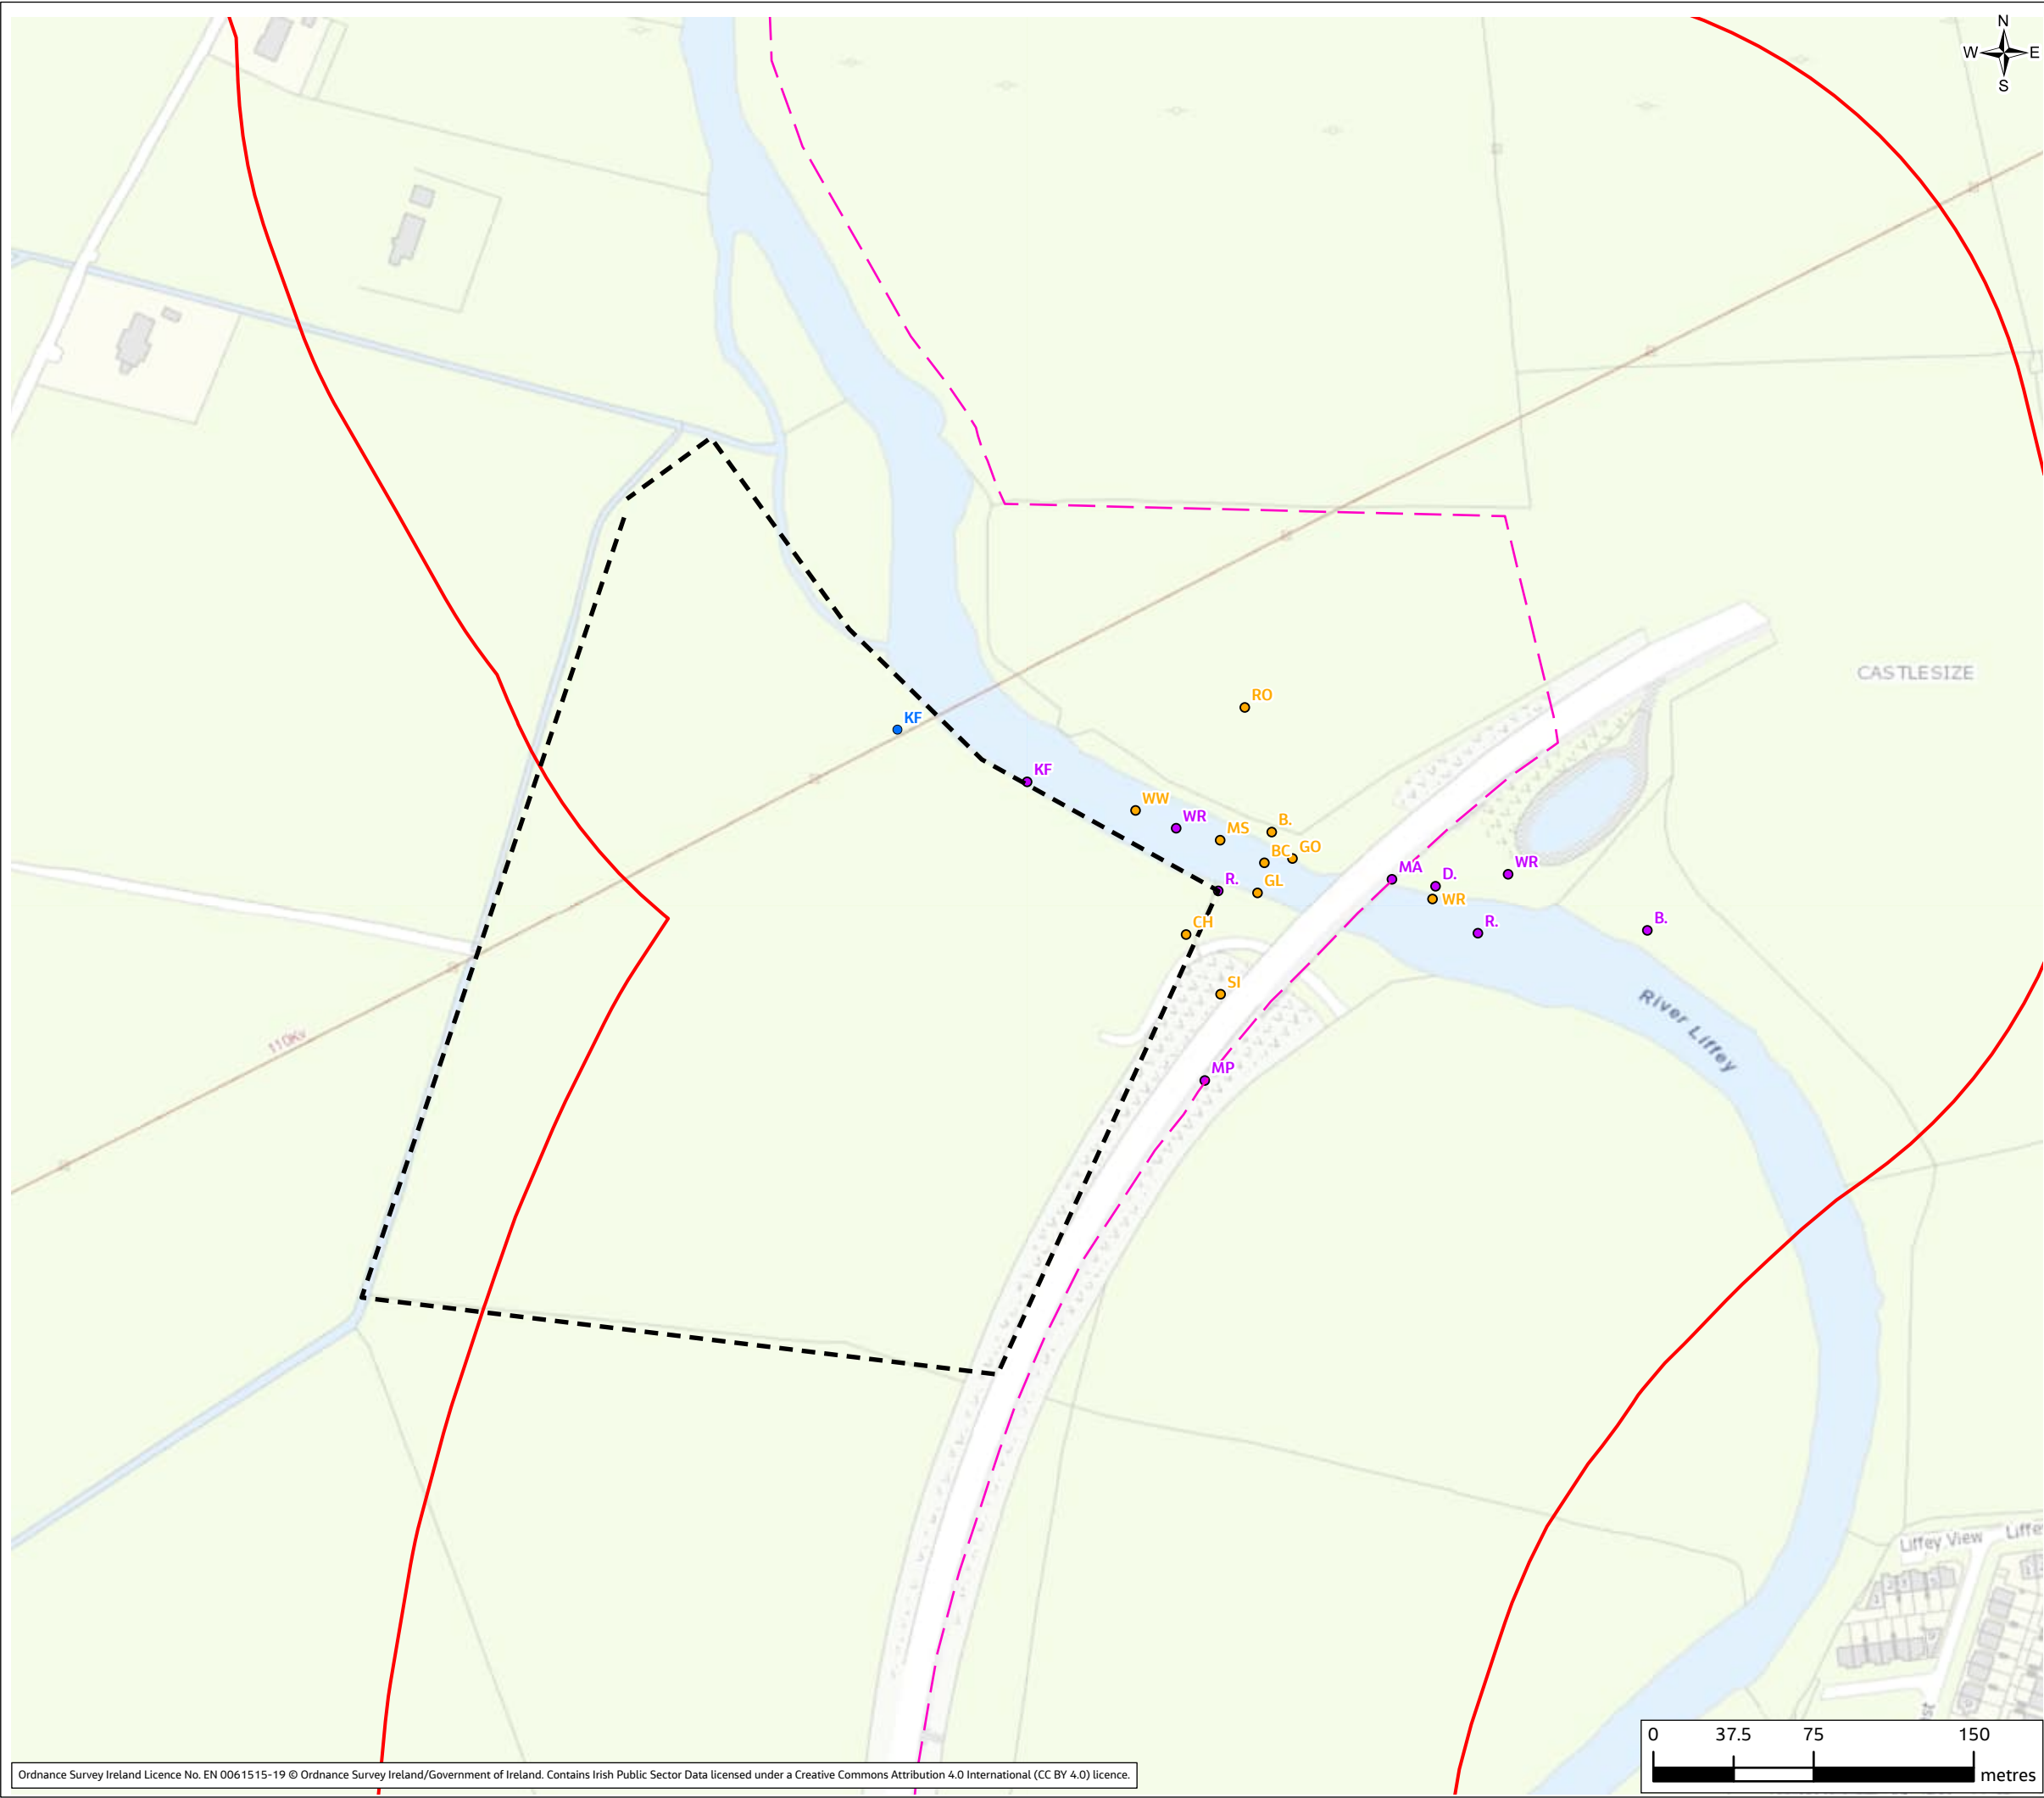 N
W E
S
CASTLESIZE
RO
KF
KF
WW
WR
MS
B.
BC
GO
MA
WR
D.
R.
GL
WR
CH
R.
B.
SI
River Liffey
110Kv
MP
Liffey View
Liffe
0 37.5 75 150
metres
Ordnance Survey Ireland Licence No. EN 0061515-19 © Ordnance Survey Ireland/Government of Ireland. Contains Irish Public Sector Data licensed under a Creative Commons Attribution 4.0 International (CC BY 4.0) licence.